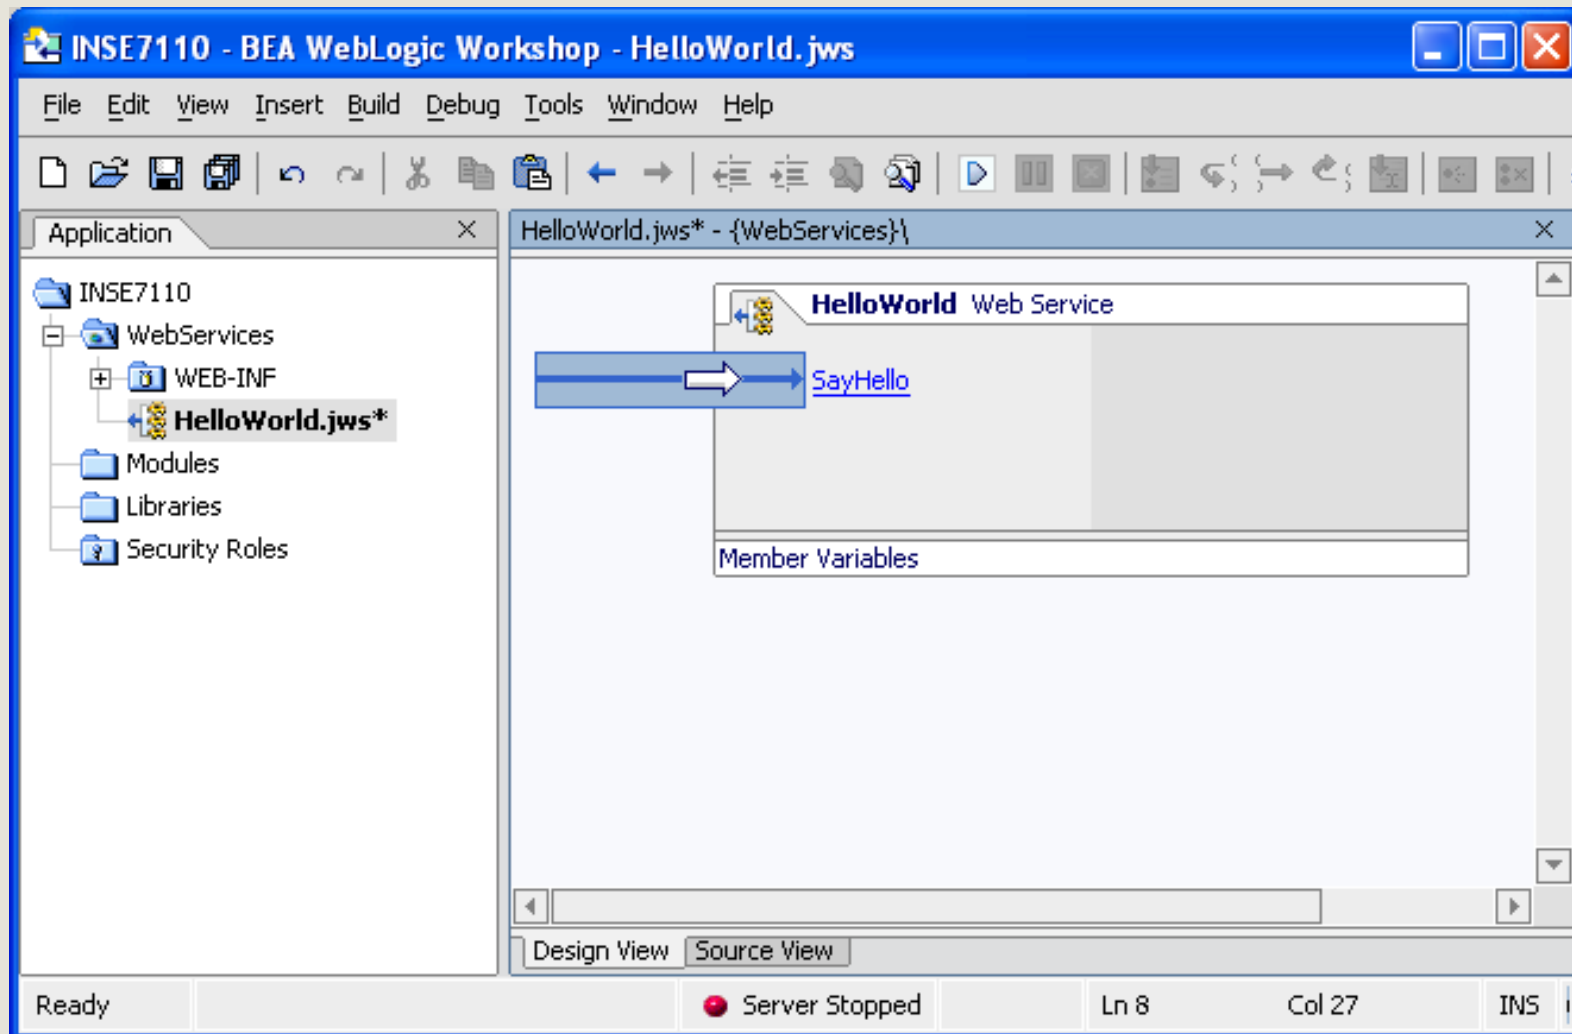 INSE7110 - BEA WebLogic Workshop - HelloWorld.jws
File Edit View Insert Build Debug Tools Window Help
Application
HelloWorld.jws* - {WebServices}\
INSE7110
WebServices
WEB-INF
HelloWorld.jws*
Modules
Libraries
Security Roles
HelloWorld Web Service
SayHello
Member Variables
Design View Source View
Ready Server Stopped Ln 8 Col 27 INS